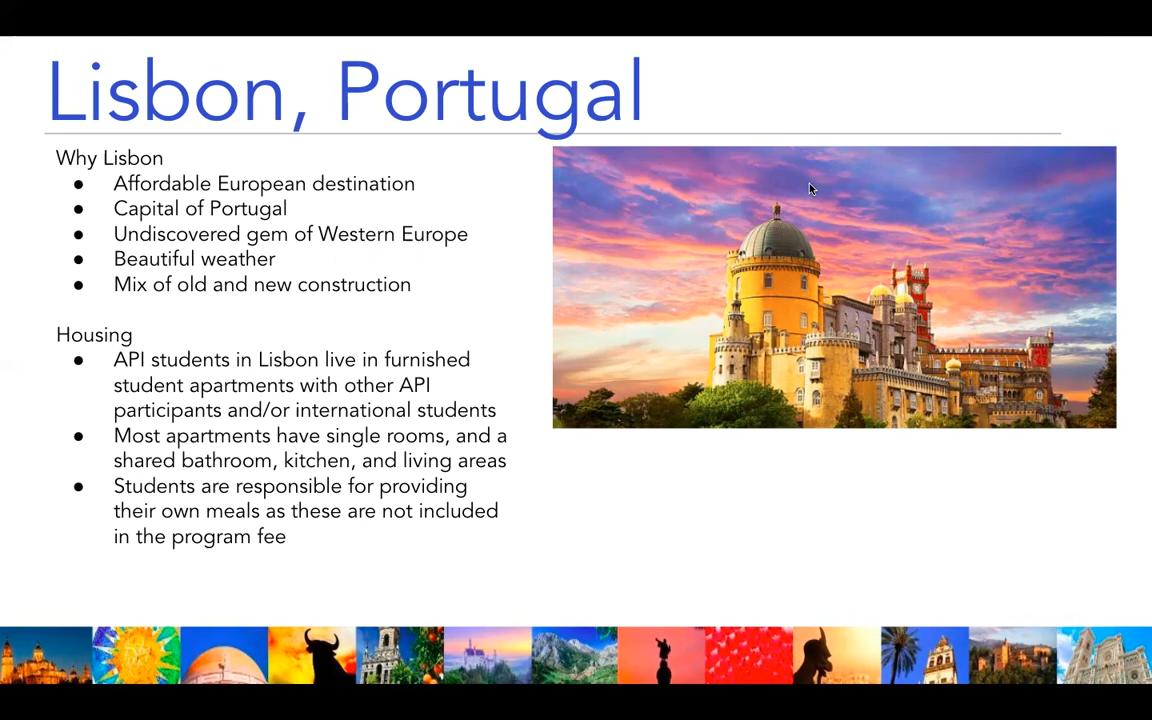 Lisbon, Portugal
Why Lisbon
● Affordable European destination
● Capital of Portugal
● Undiscovered gem of Western Europe
● Beautiful weather
● Mix of old and new construction
Housing
● API students in Lisbon live in furnished
student apartments with other API
participants and/or international students
● Most apartments have single rooms, and a
shared bathroom, kitchen, and living areas
● Students are responsible for providing
their own meals as these are not included
in the program fee